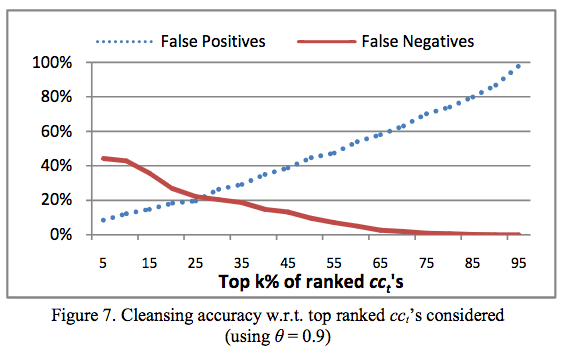 False Positives False Negatives
100%
80%
60%
40%
20%
0%
5 15 25 35 45 55 65 75 85 95
Top k% of ranked cct's
Figure 7. Cleansing accuracy w.r.t. top ranked cct’s considered
(using θ = 0.9)